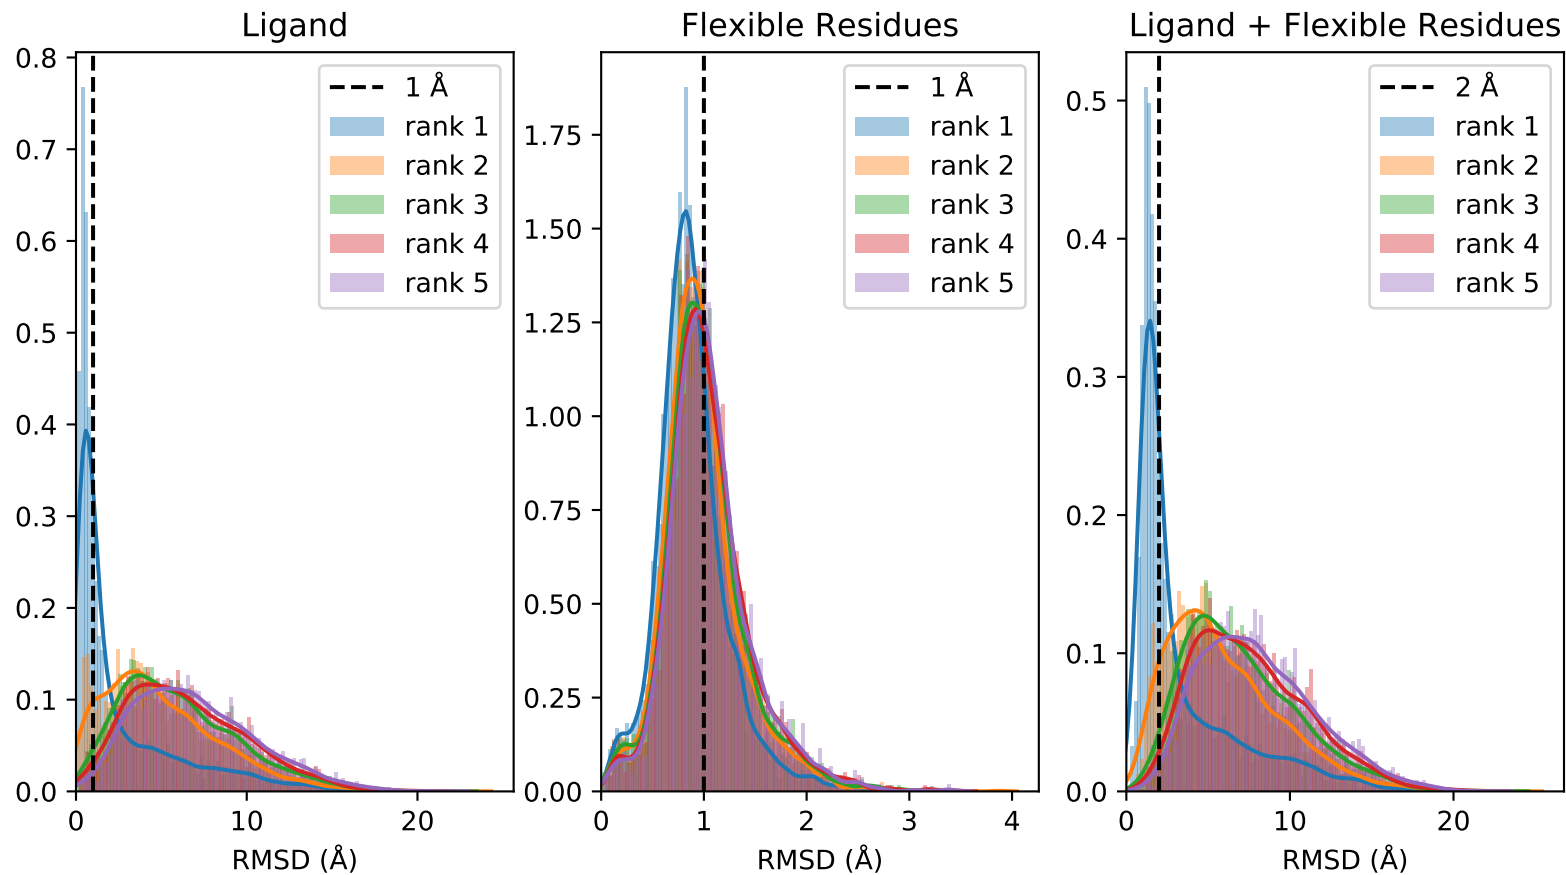 Ligand
0.8
0.7
0.6
0.5
0.4
0.3
0.2
0.1
0.0
0
10
20
RMSD (Å)
1 Å
rank 1
rank 2
rank 3
rank 4
rank 5
Flexible Residues
1.75
1.50
1.25
1.00
0.75
0.50
0.25
0.00
0
1
2
3
4
RMSD (Å)
1 Å
rank 1
rank 2
rank 3
rank 4
rank 5
Ligand + Flexible Residues
0.5
0.4
0.3
0.2
0.1
0.0
0
10
20
RMSD (Å)
2 Å
rank 1
rank 2
rank 3
rank 4
rank 5